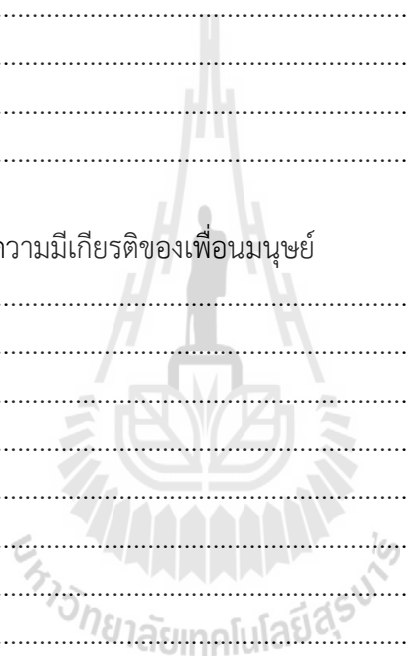 วามมีเกียรติของเพื่อนมนุษย์
มหาวิทยาลัยเทคโนโลยีสุรนารี